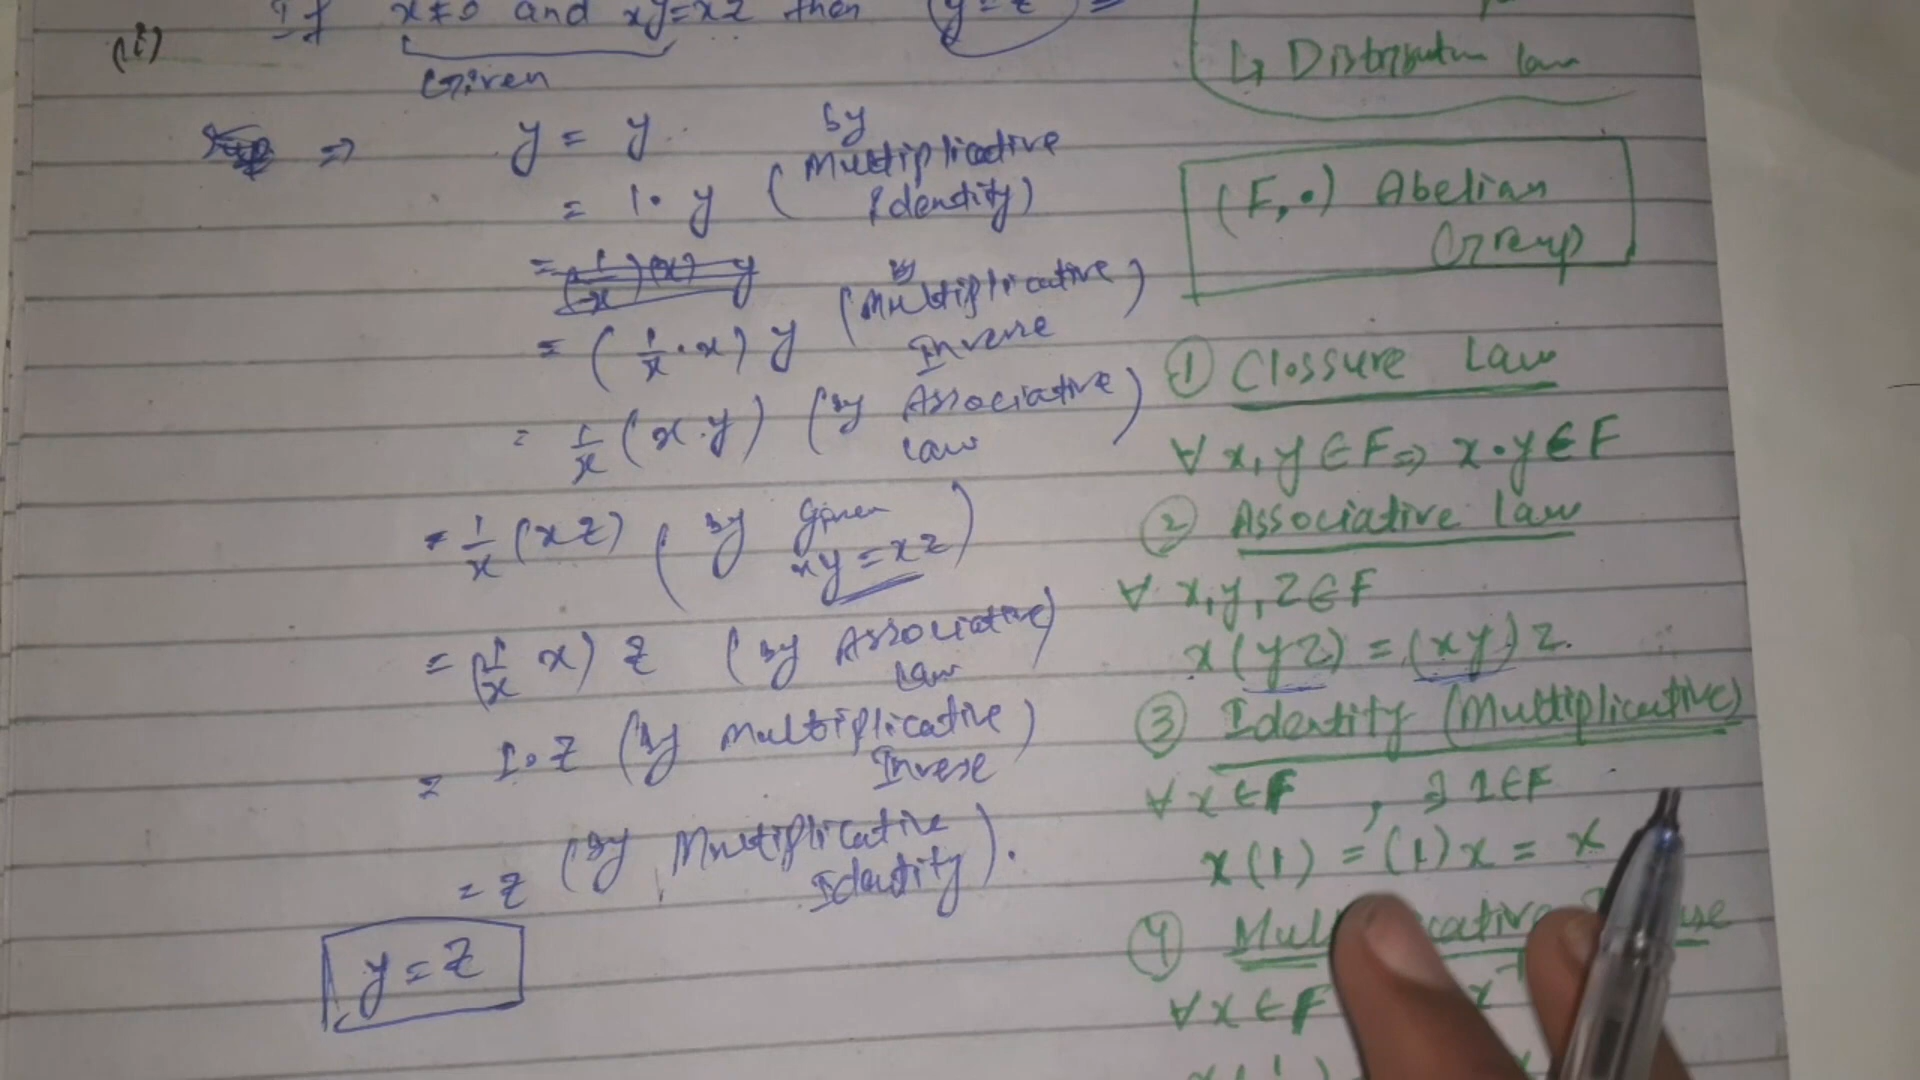 (i) If x≠0 and xy=xz then y=z
Given
⇒ y = y by
= 1·y (Multiplicative
Identity)
= (1/x)(x) y
= (1/x·x) y (by Multiplicative)
Inverse
= 1/x (x·y) (by Associative)
Law
= 1/x (xz) (by given
xy=xz)
= (1/x x) z (by Associative)
Law
= 1·z (by Multiplicative)
Inverse
= z (by Multiplicative
Identity).
y=z
↳ Distribution law
(F,·) Abelian
Group
① Clossure Law
∀ x,y∈F⇒ x·y∈F
② Associative law
∀ x,y,z∈F
x(yz)=(xy)z.
③ Identity (Multiplicative)
∀ x∈F, ∃ 1∈F
x(1)=(1)x=x
④
∀x∈F